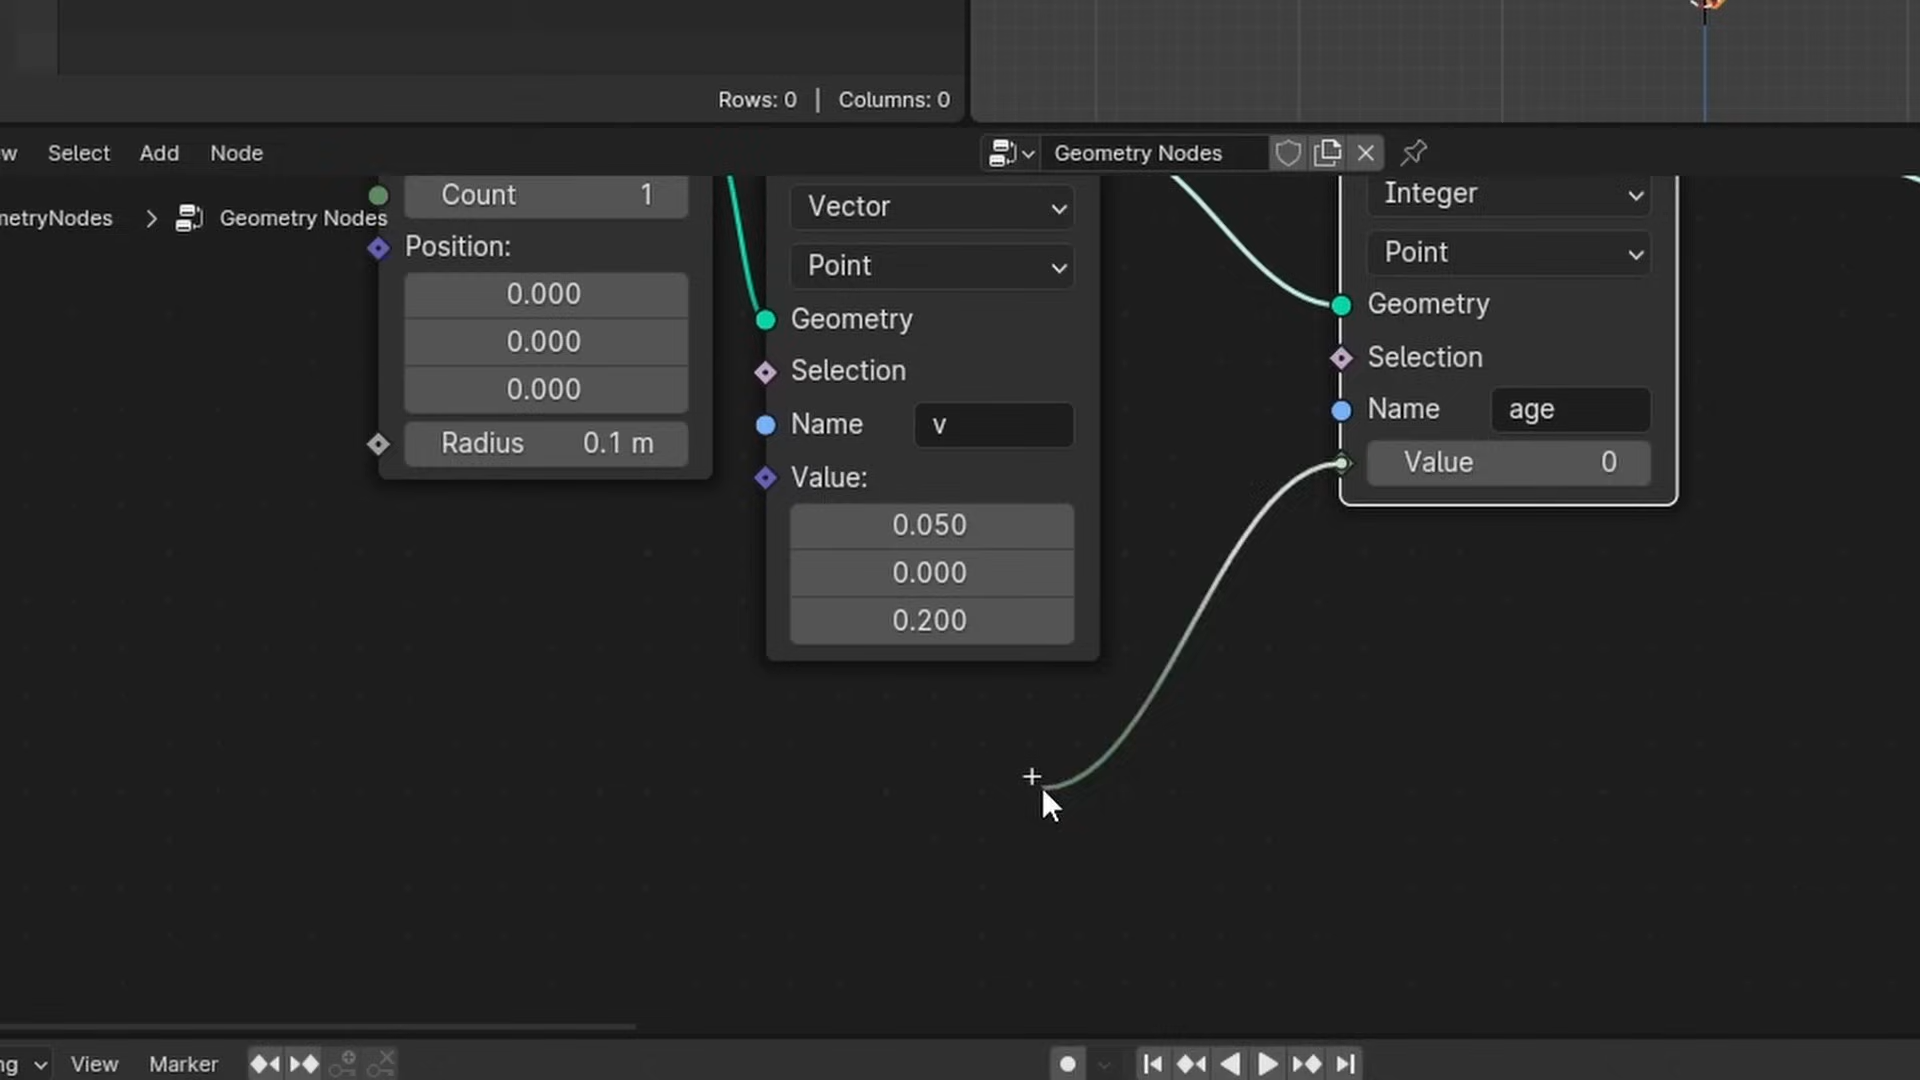 Rows: 0 | Columns: 0
w Select Add Node
Geometry Nodes
netryNodes > Geometry Nodes
Count 1
Position:
0.000
0.000
0.000
Radius 0.1 m
Vector
Point
Geometry
Selection
Name v
Value:
0.050
0.000
0.200
Integer
Point
Geometry
Selection
Name age
Value 0
ng View Marker